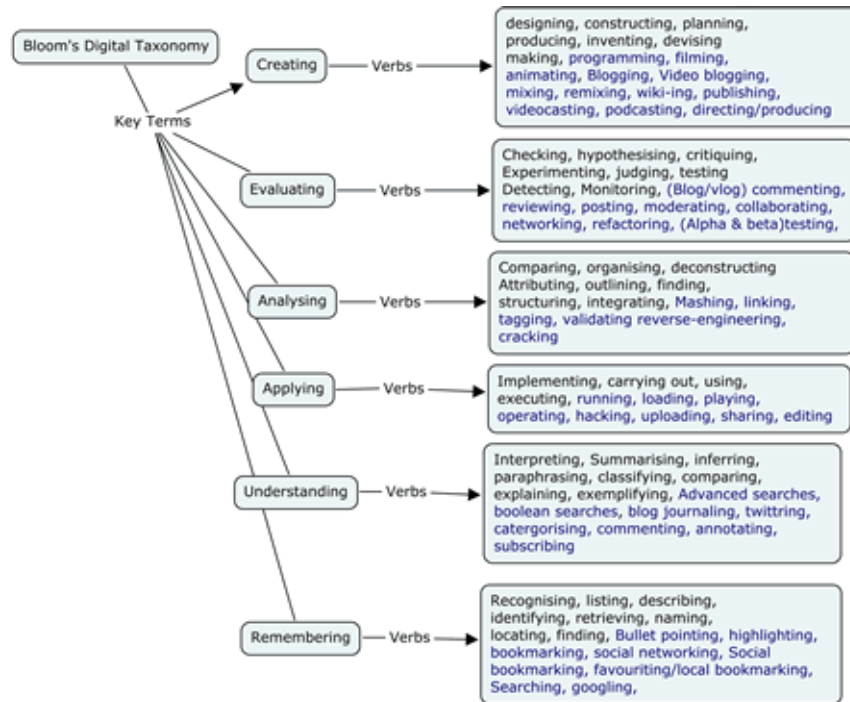 Bloom's Digital Taxonomy
Key Terms
Creating
Verbs
designing, constructing, planning,
producing, inventing, devising
making, programming, filming,
animating, Blogging, Video blogging,
mixing, remixing, wiki-ing, publishing,
videocasting, podcasting, directing/producing
Evaluating
Verbs
Checking, hypothesising, critiquing,
Experimenting, judging, testing
Detecting, Monitoring, (Blog/vlog) commenting,
reviewing, posting, moderating, collaborating,
networking, refactoring, (Alpha & beta)testing,
Analysing
Verbs
Comparing, organising, deconstructing
Attributing, outlining, finding,
structuring, integrating, Mashing, linking,
tagging, validating reverse-engineering,
cracking
Applying
Verbs
Implementing, carrying out, using,
executing, running, loading, playing,
operating, hacking, uploading, sharing, editing
Understanding
Verbs
Interpreting, Summarising, inferring,
paraphrasing, classifying, comparing,
explaining, exemplifying, Advanced searches,
boolean searches, blog journaling, twittring,
catergorising, commenting, annotating,
subscribing
Remembering
Verbs
Recognising, listing, describing,
identifying, retrieving, naming,
locating, finding, Bullet pointing, highlighting,
bookmarking, social networking, Social
bookmarking, favouriting/local bookmarking,
Searching, googling,